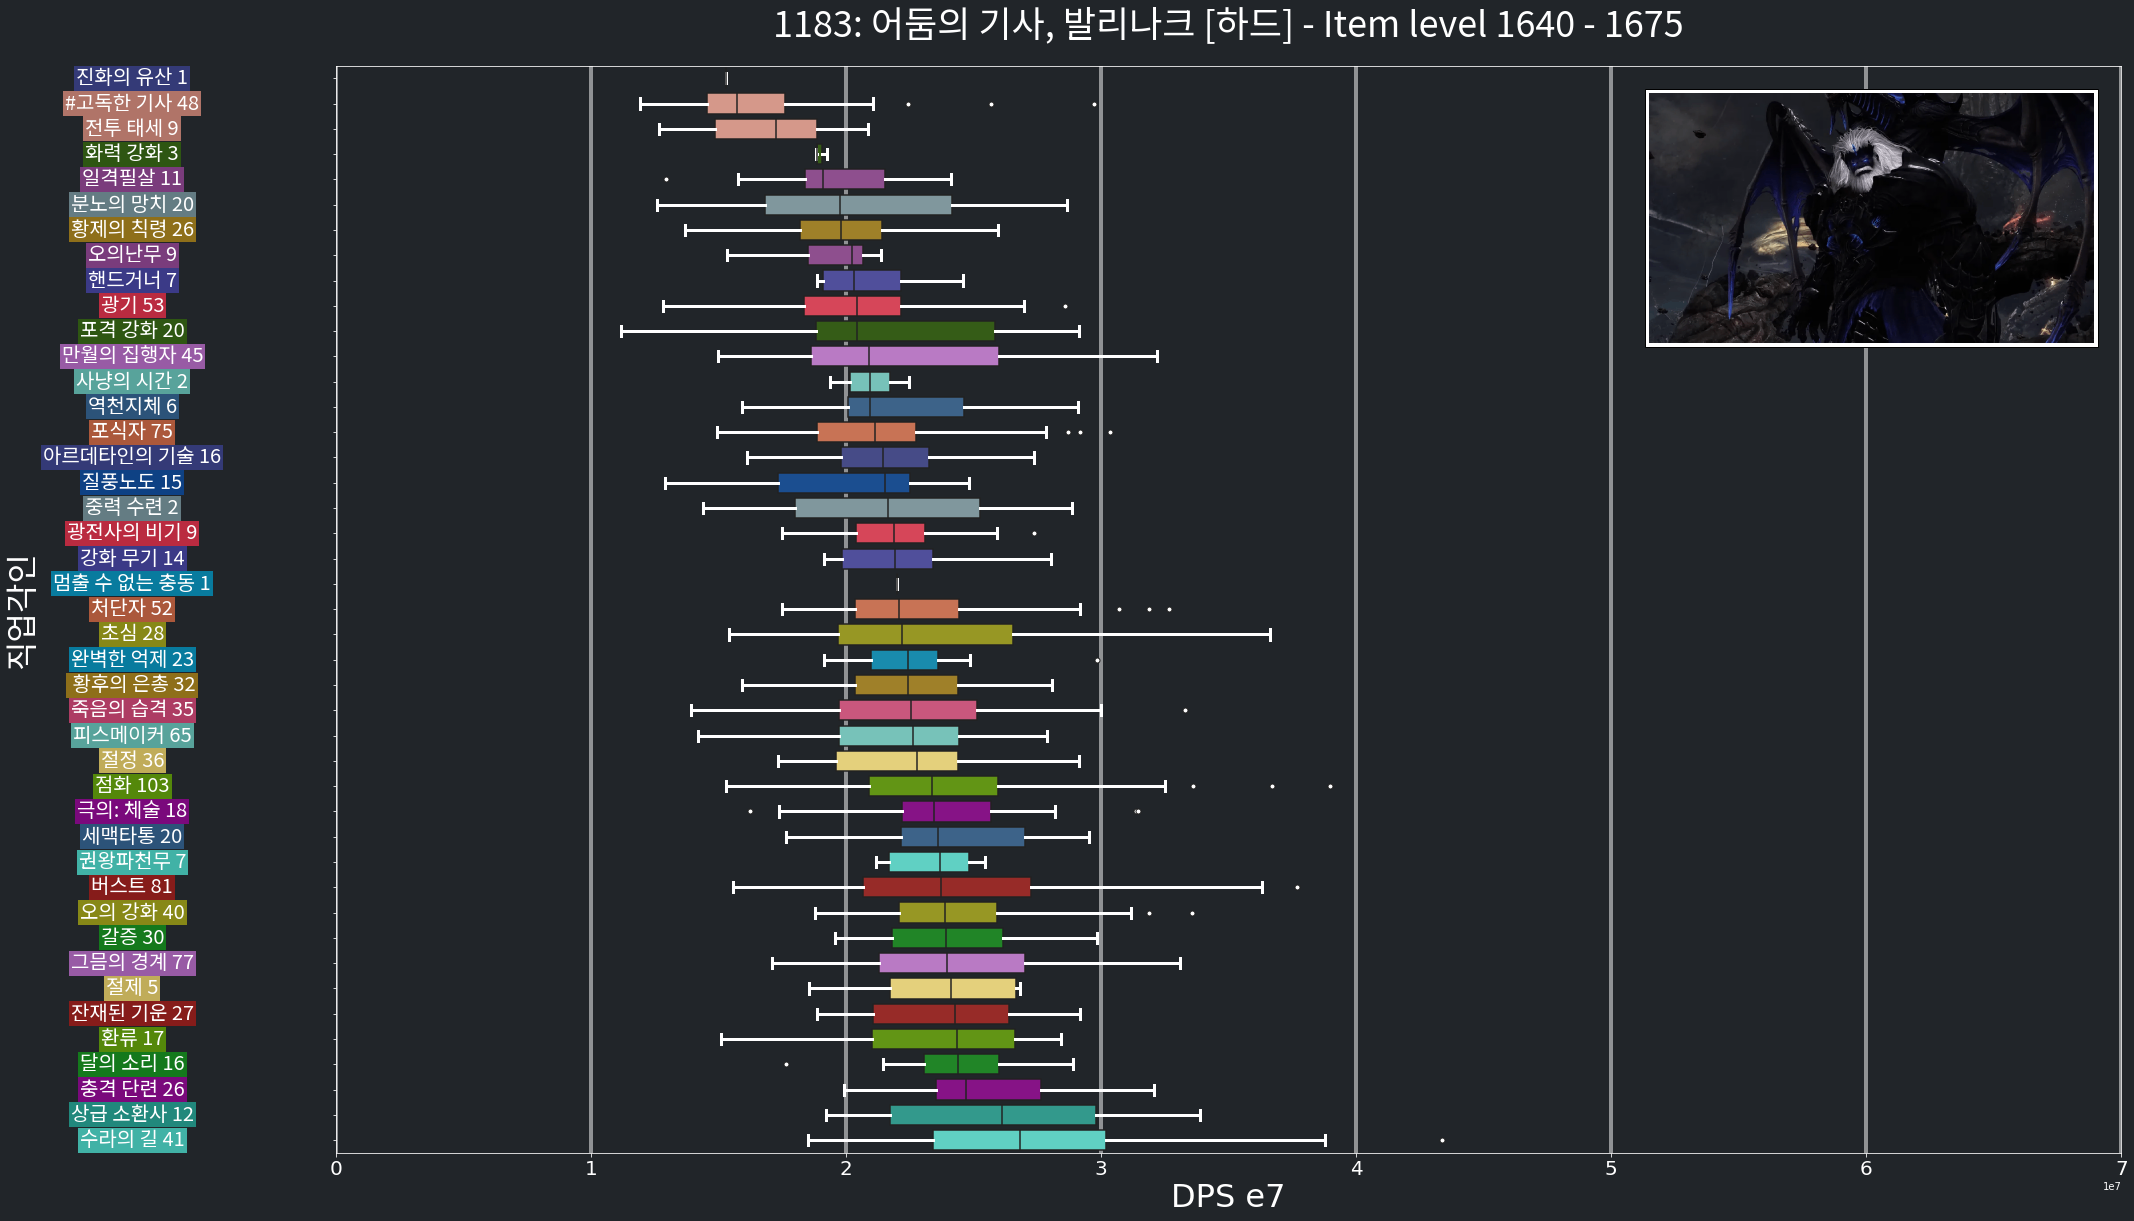 1183: 어둠의 기사, 발리나크 [하드] - Item level 1640 - 1675
진화의 유산 1
#고독한 기사 48
전투 태세 9
화력 강화 3
일격필살 11
분노의 망치 20
황제의 칙령 26
오의난무 9
핸드거너 7
광기 53
포격 강화 20
만월의 집행자 45
사냥의 시간 2
역천지체 6
포식자 75
아르데타인의 기술 16
질풍노도 15
중력 수련 2
광전사의 비기 9
강화 무기 14
멈출 수 없는 충동 1
처단자 52
초심 28
완벽한 억제 23
황후의 은총 32
죽음의 습격 35
피스메이커 65
절정 36
점화 103
극의: 체술 18
세맥타통 20
권왕파천무 7
버스트 81
오의 강화 40
갈증 30
그믐의 경계 77
절제 5
잔재된 기운 27
환류 17
달의 소리 16
충격 단련 26
상급 소환사 12
수라의 길 41
직업각인
0 1 2 3 4 5 6 7
1e7
DPS e7